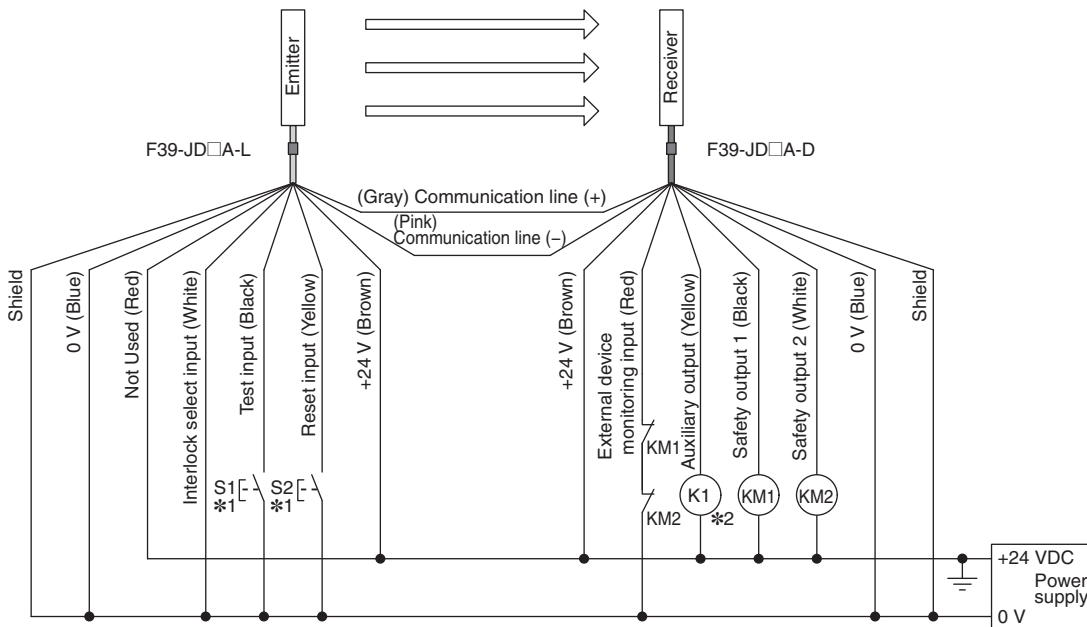 Emitter
Receiver
F39-JD□A-L
F39-JD□A-D
(Gray) Communication line (+)
(Pink)
Communication line (−)
Shield
0 V (Blue)
Not Used (Red)
Interlock select input (White)
Test input (Black)
Reset input (Yellow)
+24 V (Brown)
+24 V (Brown)
External device
monitoring input (Red)
Auxiliary output (Yellow)
Safety output 1 (Black)
Safety output 2 (White)
0 V (Blue)
Shield
KM1
S1
*1
S2
*1
KM2
K1
*2
KM1
KM2
+24 VDC
Power
supply
0 V